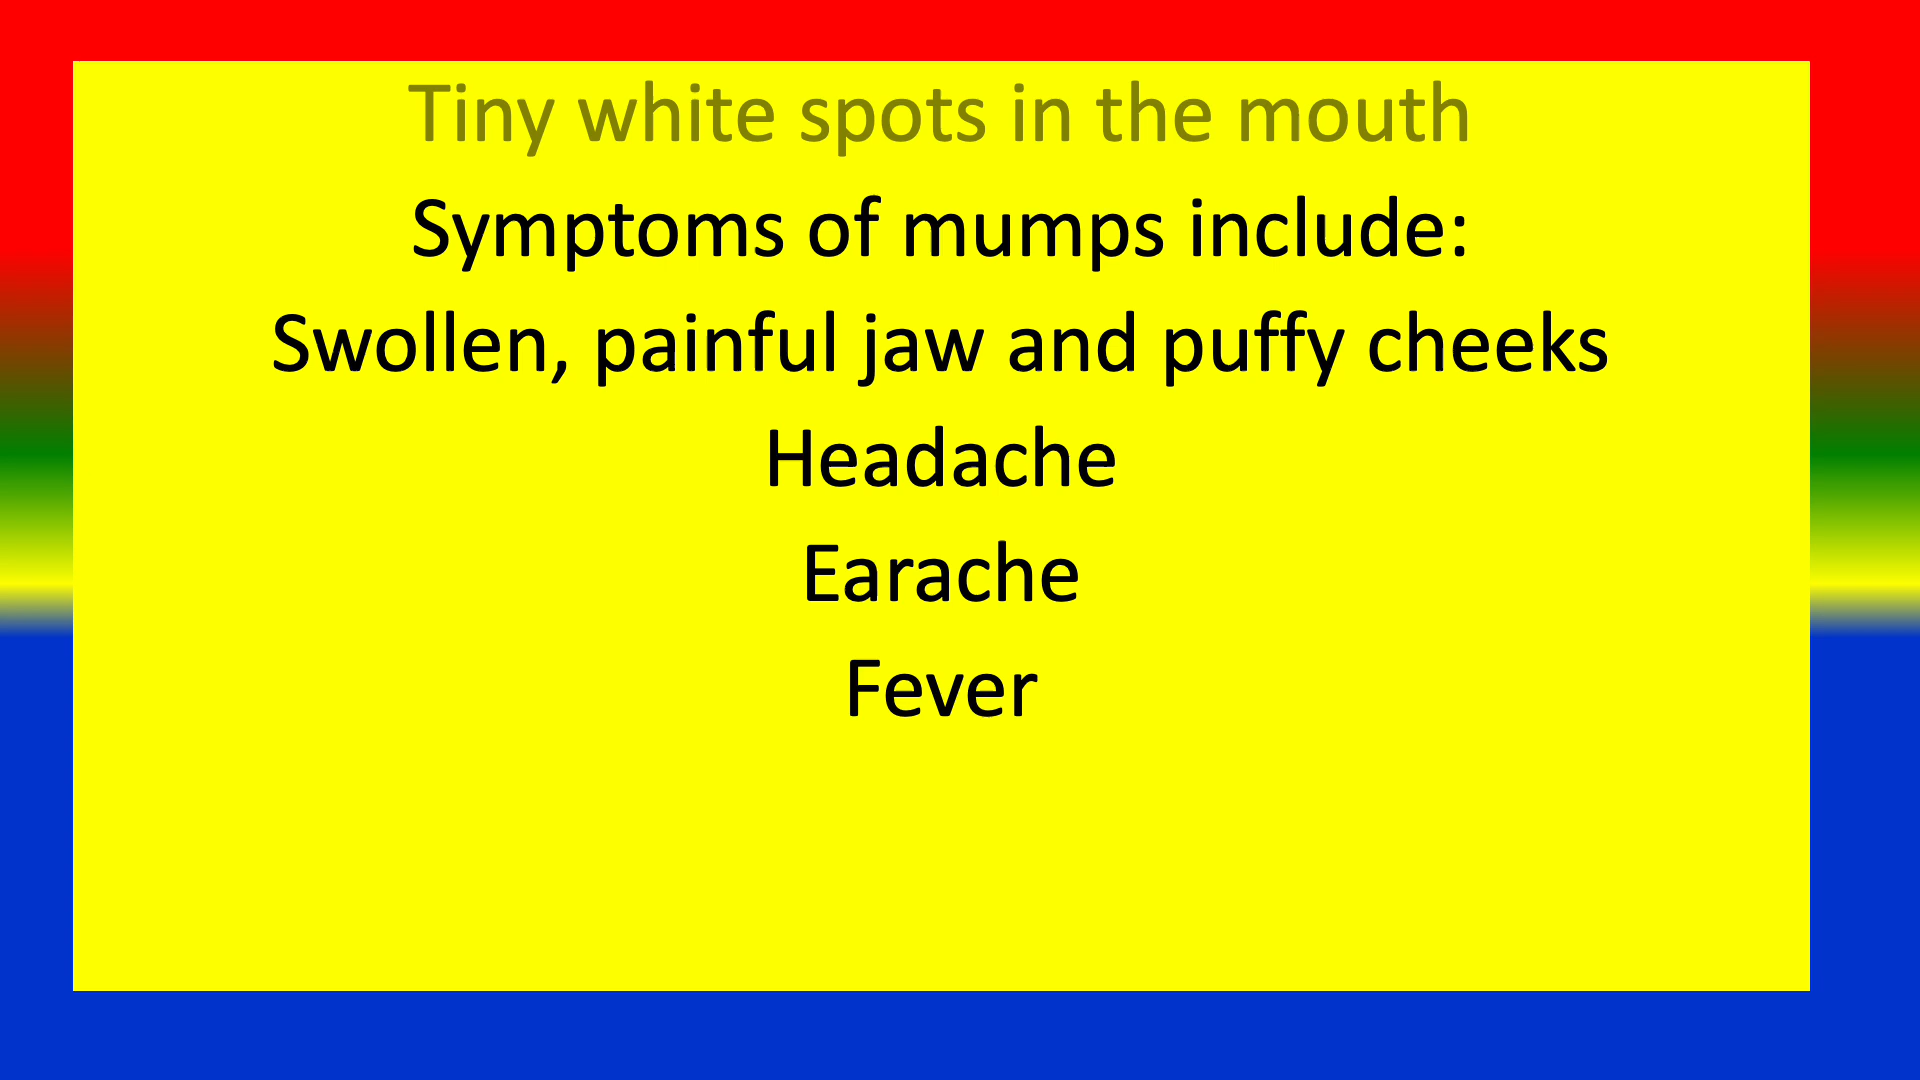 Tiny white spots in the mouth
Symptoms of mumps include:
Swollen, painful jaw and puffy cheeks
Headache
Earache
Fever